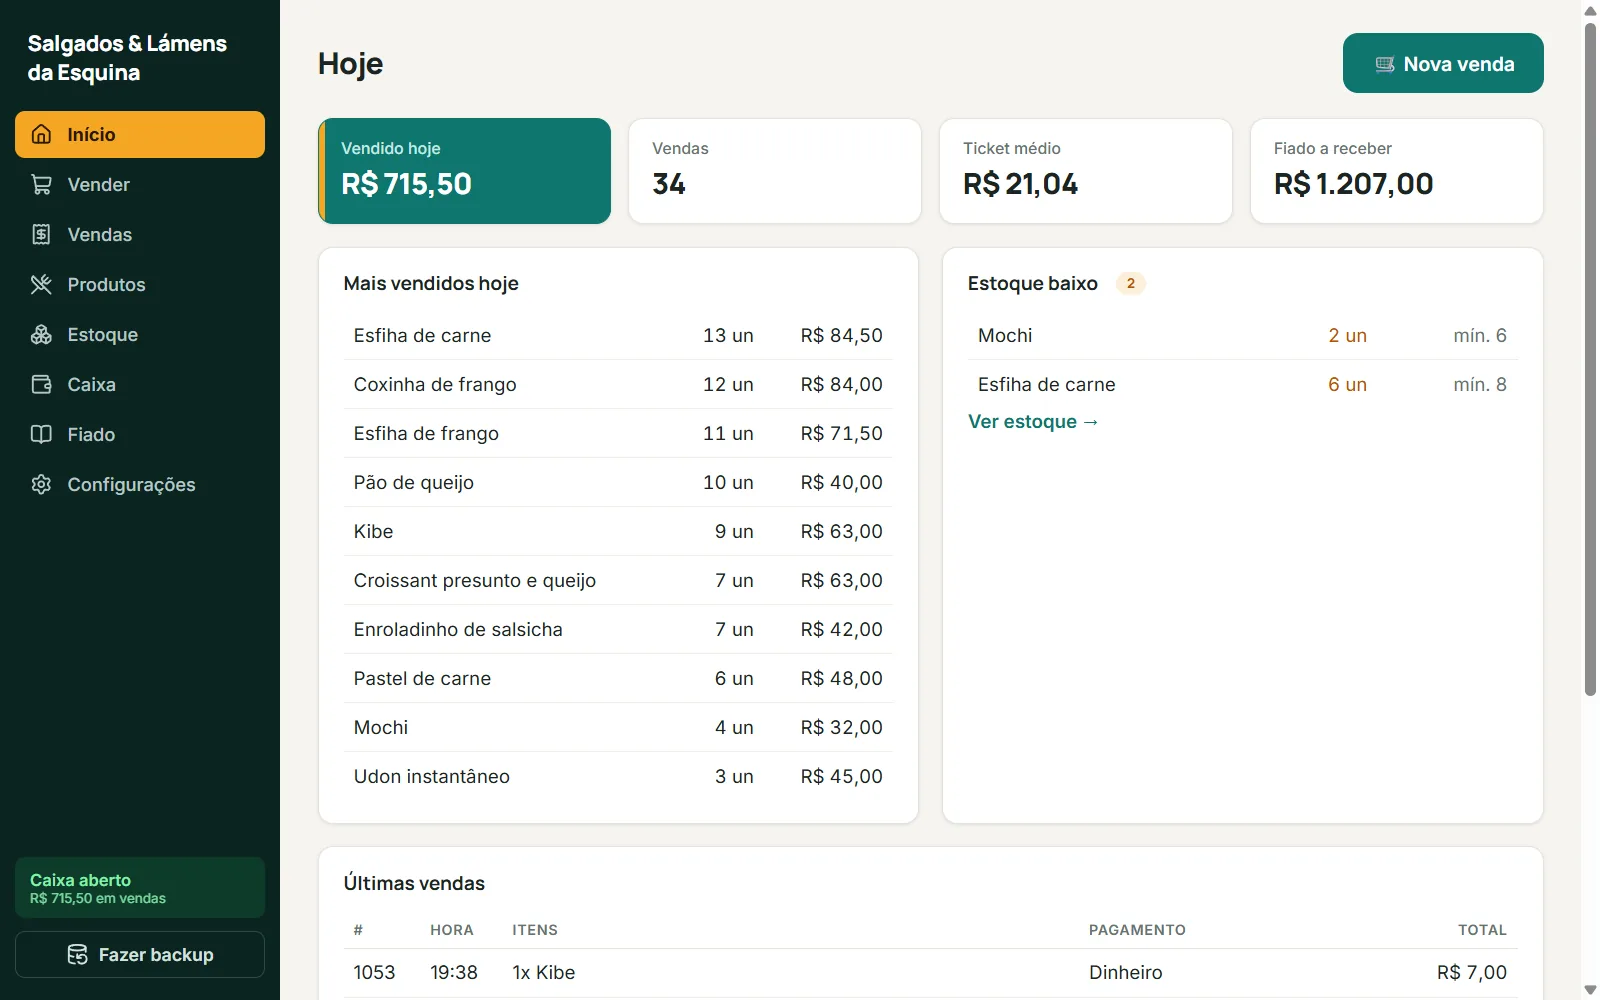 Salgados & Lámens
da Esquina
Início
Vender
Vendas
Produtos
Estoque
Caixa
Fiado
Configurações
Caixa aberto
R$ 715,50 em vendas
Fazer backup
Hoje
Nova venda
Vendido hoje
R$ 715,50
Vendas
34
Ticket médio
R$ 21,04
Fiado a receber
R$ 1.207,00
Mais vendidos hoje
Esfiha de carne 13 un R$ 84,50
Coxinha de frango 12 un R$ 84,00
Esfiha de frango 11 un R$ 71,50
Pão de queijo 10 un R$ 40,00
Kibe 9 un R$ 63,00
Croissant presunto e queijo 7 un R$ 63,00
Enroladinho de salsicha 7 un R$ 42,00
Pastel de carne 6 un R$ 48,00
Mochi 4 un R$ 32,00
Udon instantâneo 3 un R$ 45,00
Estoque baixo 2
Mochi 2 un mín. 6
Esfiha de carne 6 un mín. 8
Ver estoque →
Últimas vendas
# HORA ITENS PAGAMENTO TOTAL
1053 19:38 1x Kibe Dinheiro R$ 7,00